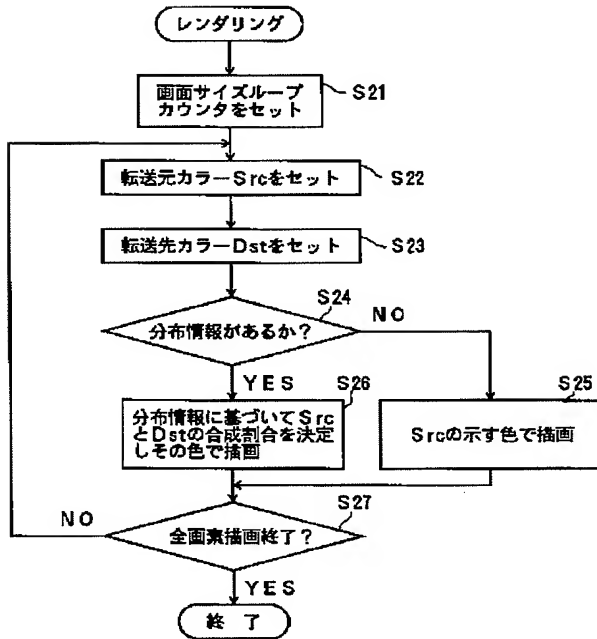 レンダリング
画面サイズループ
カウンタをセット
S21
転送元カラーSrcをセット
S22
転送先カラーDstをセット
S23
S24
分布情報があるか?
NO
YES
S26
分布情報に基づいてSrc
とDstの合成割合を決定
しその色で描画
S25
Srcの示す色で描画
S27
NO
全画素描画終了?
YES
終 了